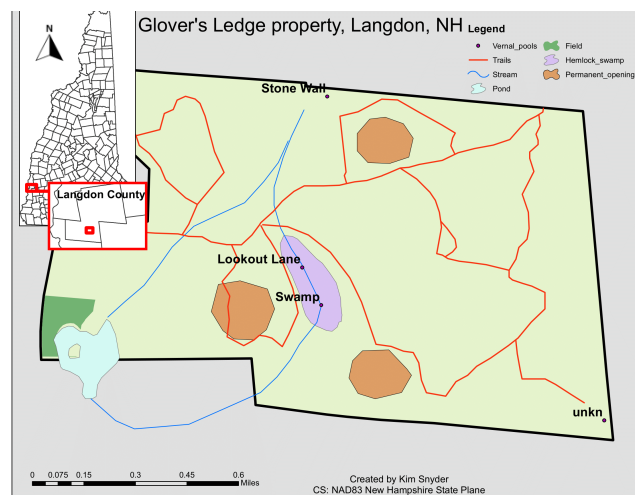 Glover's Ledge property, Langdon, NH
N
Legend
Vernal_pools
Trails
Stream
Pond
Field
Hemlock_swamp
Permanent_opening
Stone Wall
Langdon County
Lookout Lane
Swamp
unkn
0 0.075 0.15 0.3 0.45 0.6
Miles
Created by Kim Snyder
CS: NAD83 New Hampshire State Plane